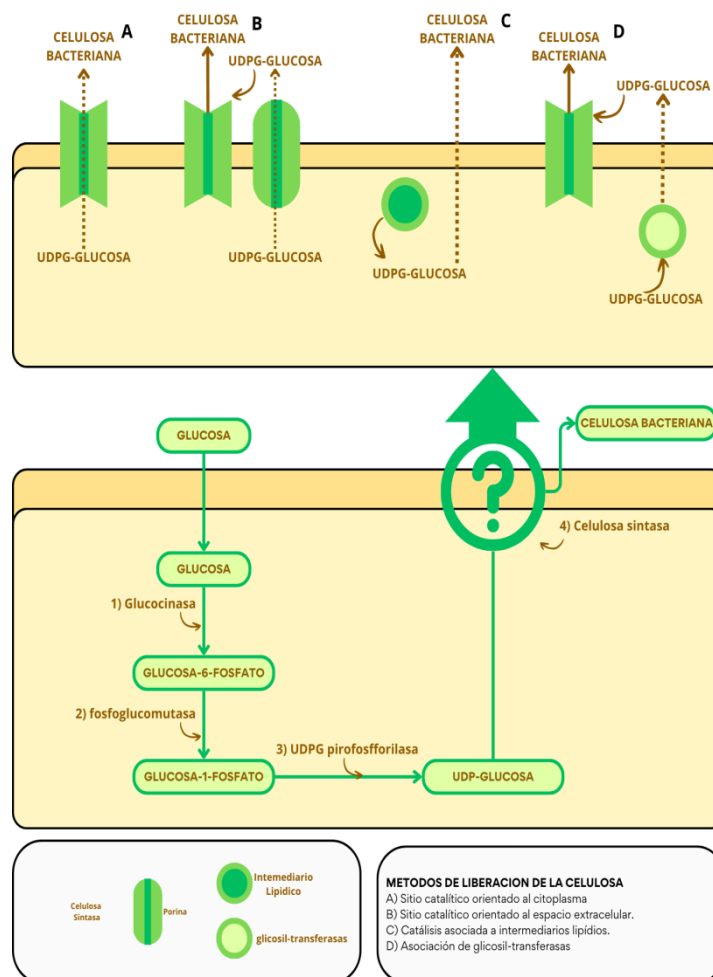 CELULOSA
BACTERIANA
A
CELULOSA
BACTERIANA
B
UDPG-GLUCOSA
CELULOSA
BACTERIANA
C
CELULOSA
BACTERIANA
D
UDPG-GLUCOSA
UDPG-GLUCOSA
UDPG-GLUCOSA
UDPG-GLUCOSA
UDPG-GLUCOSA
GLUCOSA
?
CELULOSA BACTERIANA
4) Celulosa sintasa
GLUCOSA
1) Glucocinasa
GLUCOSA-6-FOSFATO
2) fosfoglucomutasa
3) UDPG pirofosfforilasa
GLUCOSA-1-FOSFATO
UDP-GLUCOSA
Celulosa
Sintasa
Porina
Intemediario
Lipidico
glicosil-transferasas
METODOS DE LIBERACION DE LA CELULOSA
A) Sitio catalítico orientado al citoplasma
B) Sitio catalítico orientado al espacio extracelular.
C) Catálisis asociada a intermediarios lipídios.
D) Asociación de glicosil-transferasas